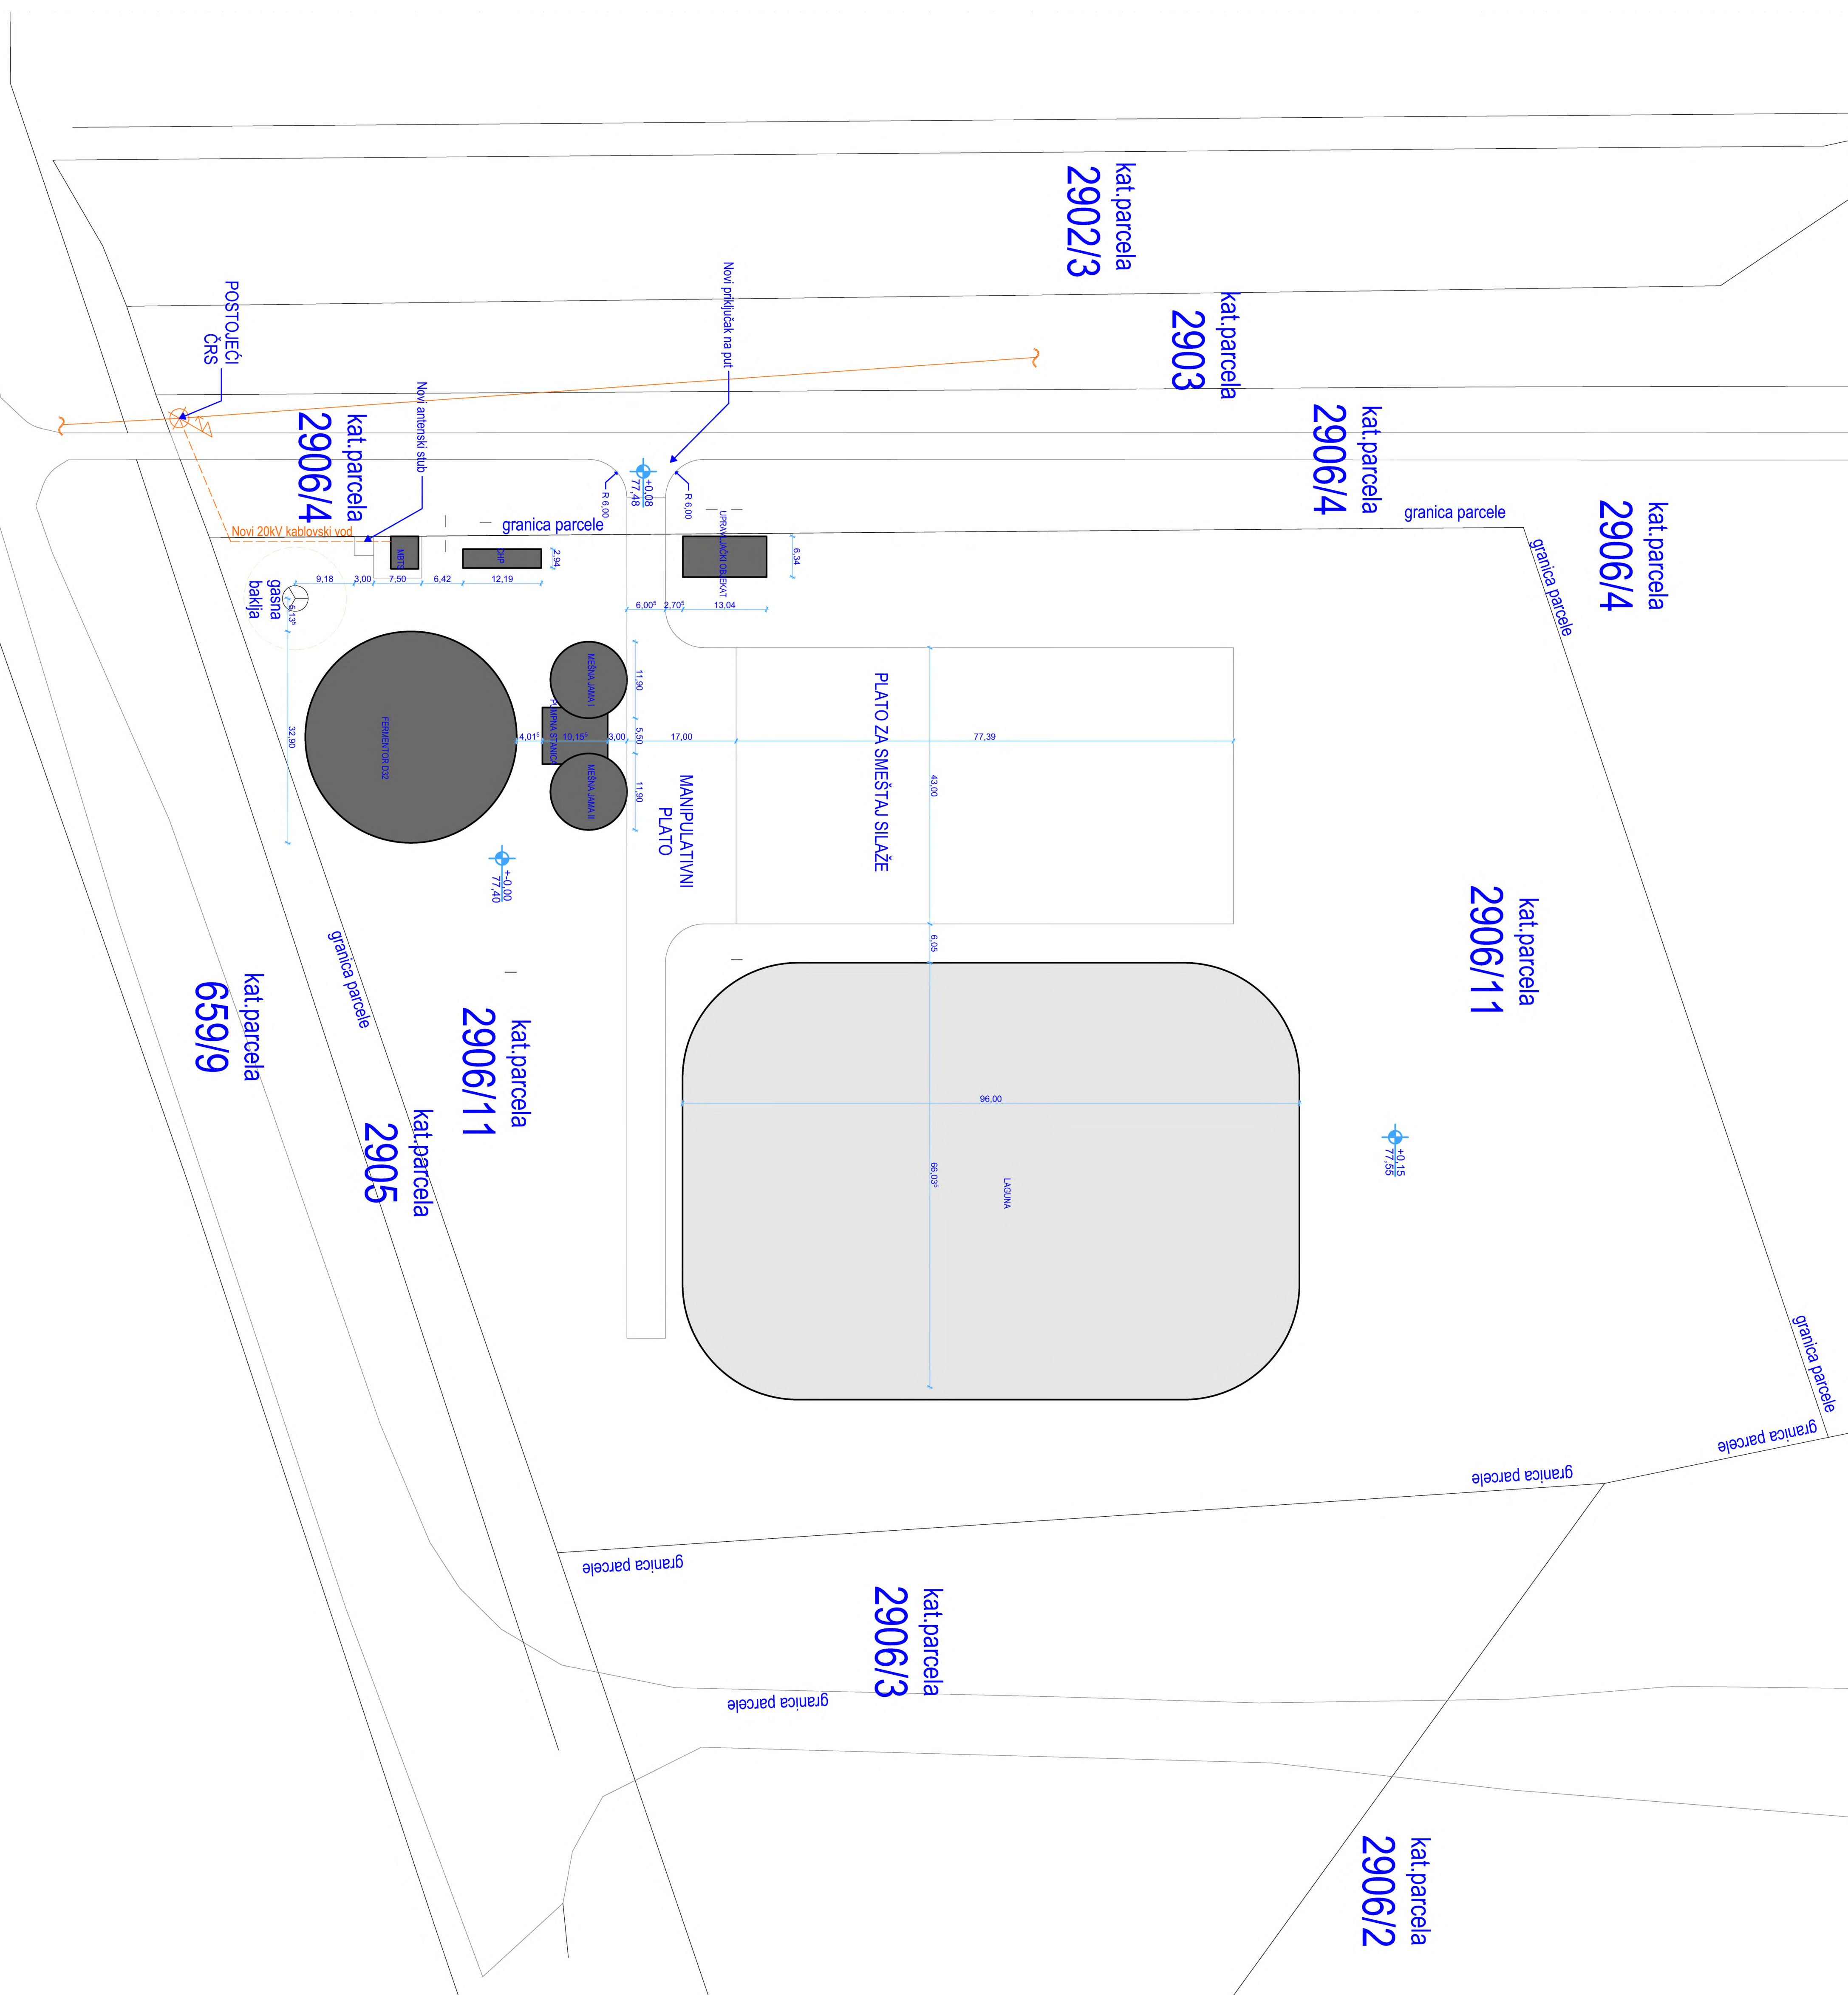 kat.parcela
2902/3
kat.parcela
2903
POSTOJEĆI
ČRS
Novi priključak na put
Novi antenski stub
kat.parcela
2906/4
kat.parcela
2906/4
kat.parcela
2906/4
R 6,00
+0,08
77,48
R 6,00
granica parcele
granica parcele
granica parcele
Novi 20kV kablovski vod
MBTS
CHP
2,94
UPRAVLJAČKI OBJEKAT
6,34
9,18
3,00
7,50
6,42
12,19
gasna
baklja
5,13⁵
6,00⁵
2,70⁵
13,04
FERMENTOR D32
32,90
MEŠNA JAMA I
PUMPNA STANICA
MEŠNA JAMA II
11,90
5,50
11,90
4,01⁵
10,15⁵
3,00
17,00
77,39
MANIPULATIVNI
PLATO
PLATO ZA SMEŠTAJ SILAŽE
43,00
6,05
+-0,00
77,40
kat.parcela
2906/11
granica parcele
kat.parcela
659/9
kat.parcela
2906/11
kat.parcela
2905
96,00
66,03⁵
LAGUNA
+0,15
77,55
granica parcele
granica parcele
granica parcele
granica parcele
kat.parcela
2906/3
granica parcele
kat.parcela
2906/2